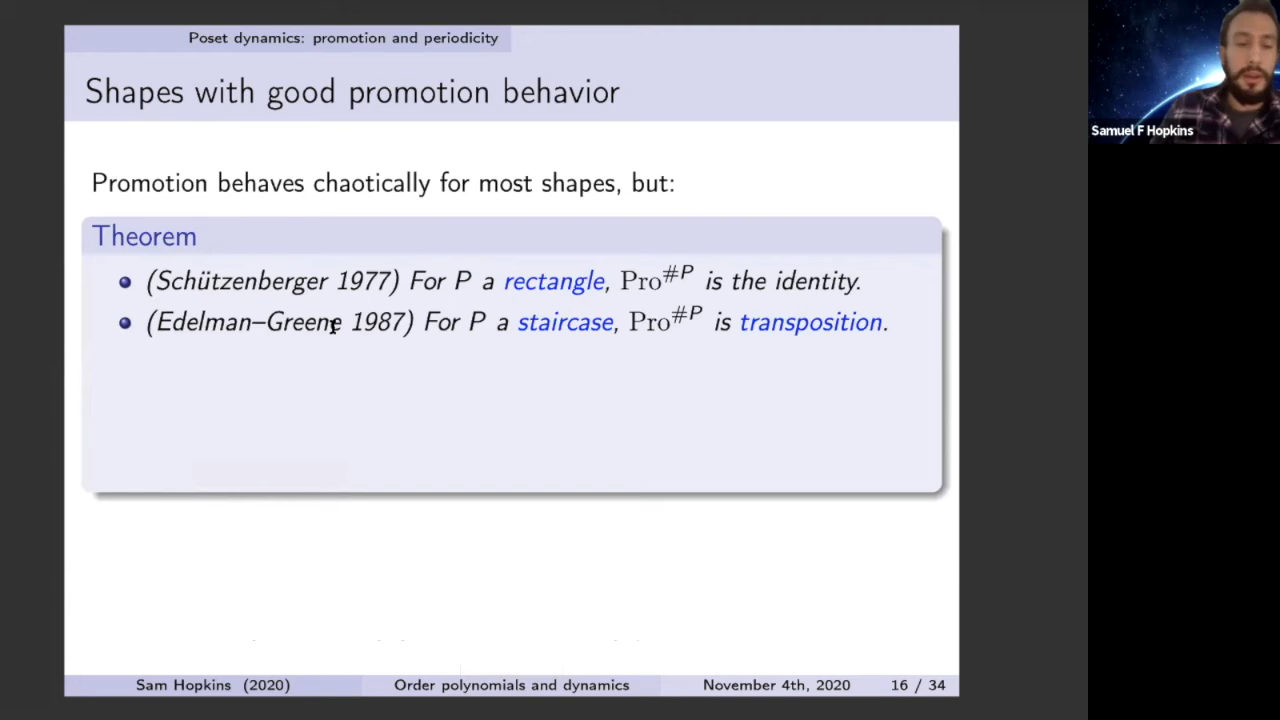 Poset dynamics: promotion and periodicity
Shapes with good promotion behavior
Samuel F Hopkins
Promotion behaves chaotically for most shapes, but:
Theorem
(Schützenberger 1977) For P a rectangle, Pro^#P is the identity.
(Edelman–Greene 1987) For P a staircase, Pro^#P is transposition.
Sam Hopkins (2020) Order polynomials and dynamics November 4th, 2020 16 / 34